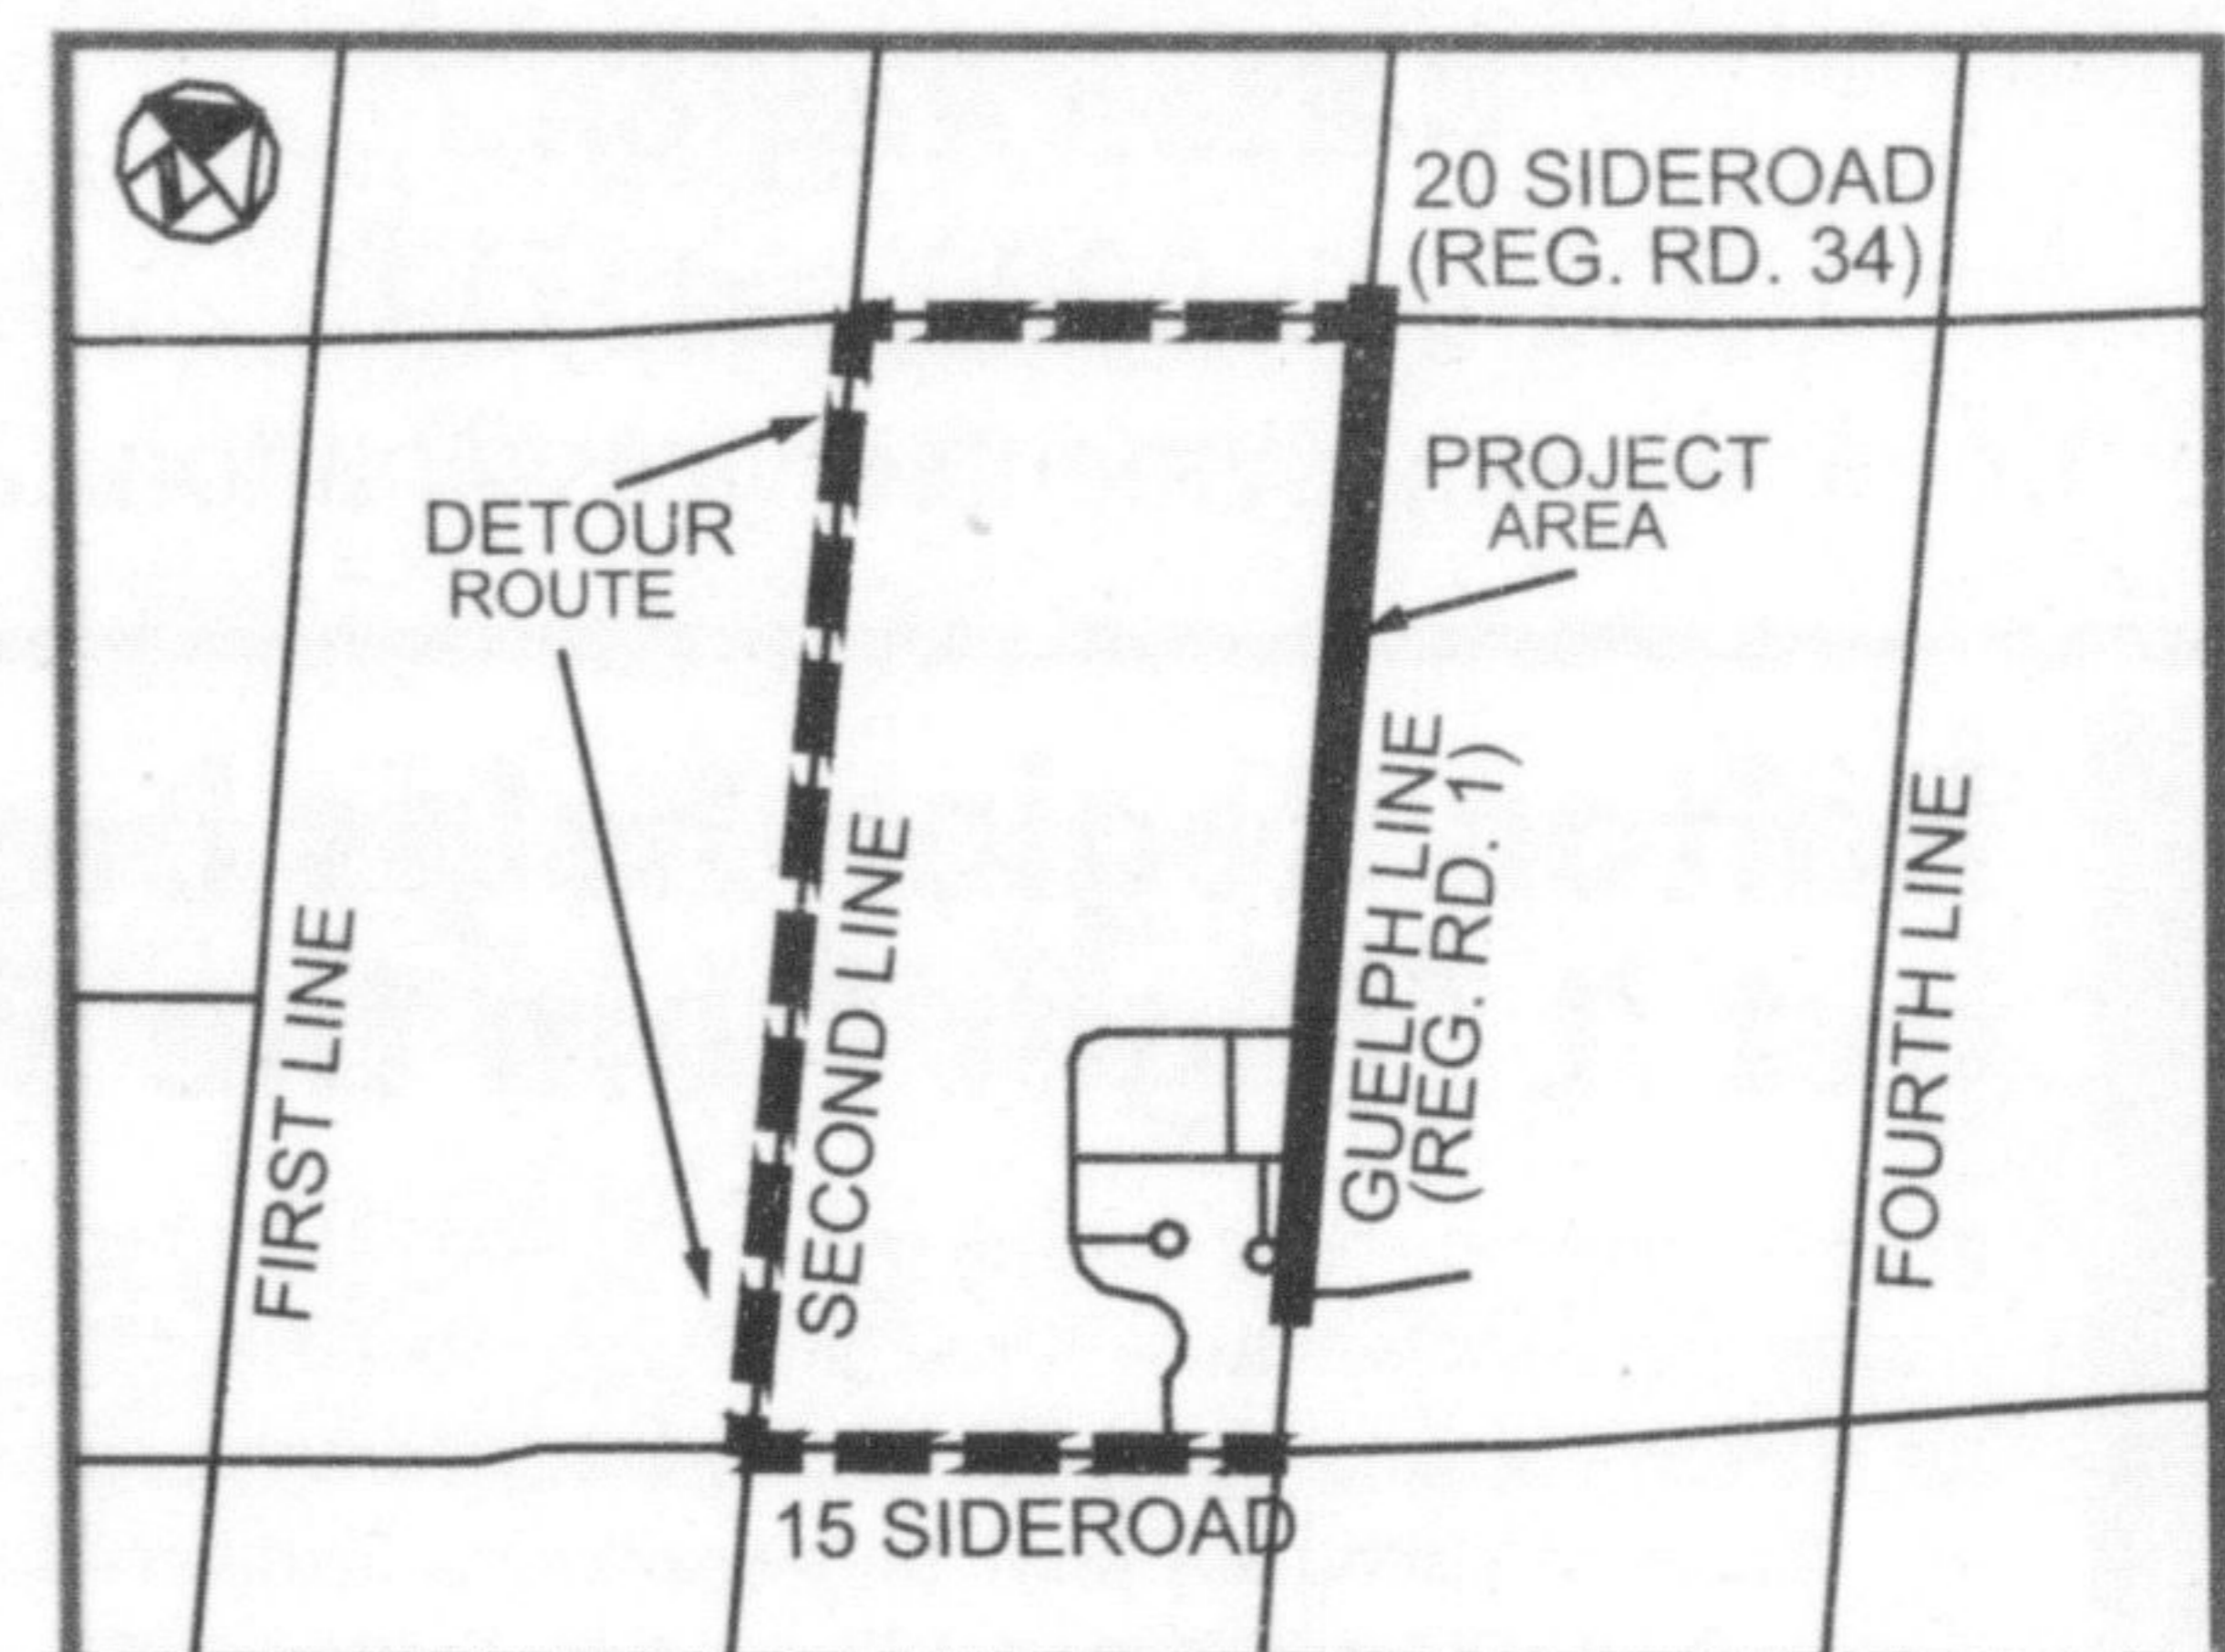 20 SIDEROAD
(REG. RD. 34)
PROJECT
AREA
DETOUR
ROUTE
FIRST LINE
SECOND LINE
GUELPH LINE
(REG. RD. 1)
FOURTH LINE
15 SIDEROAD